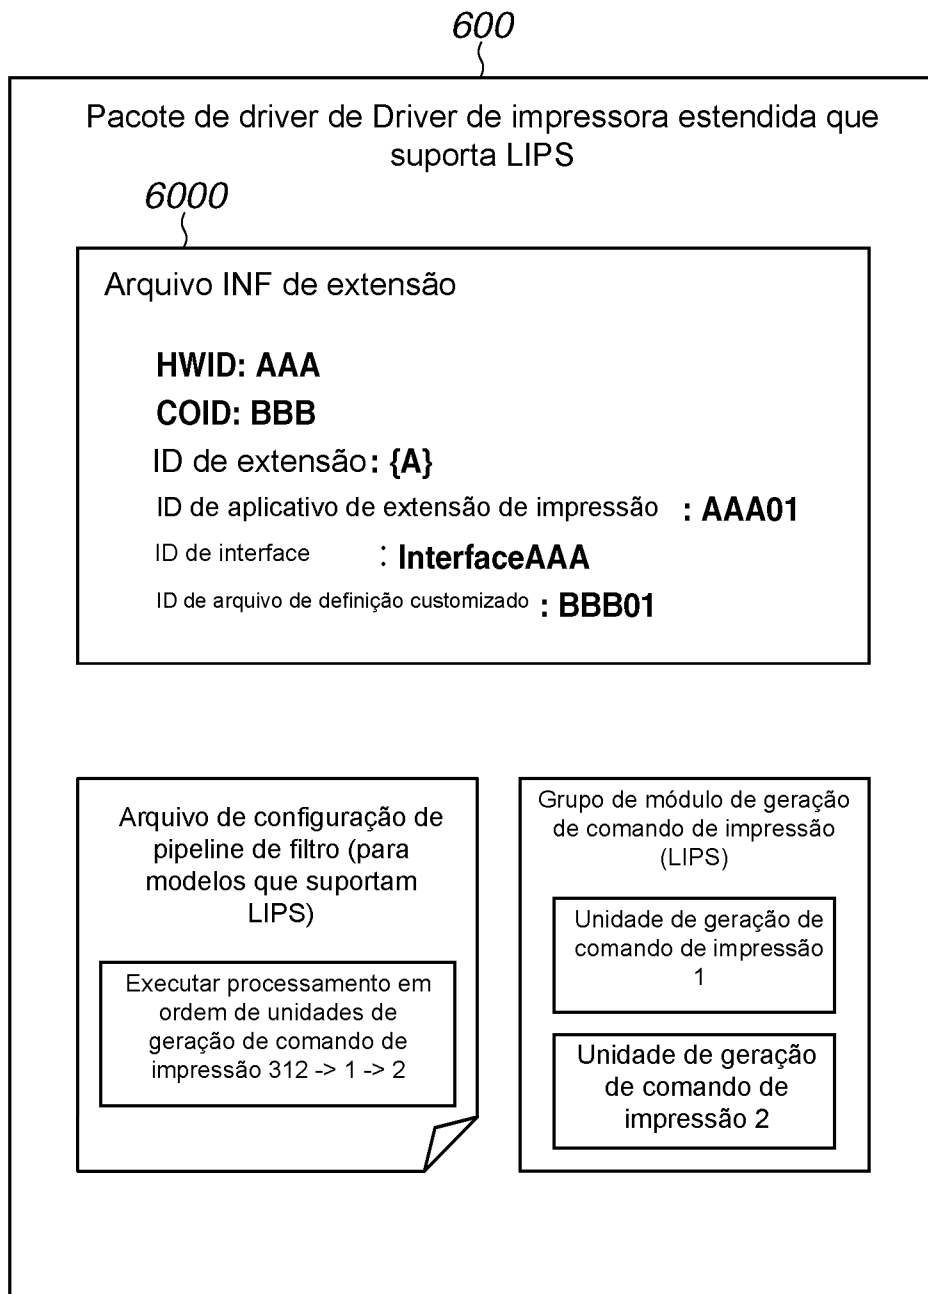 600
Pacote de driver de Driver de impressora estendida que
suporta LIPS
6000
Arquivo INF de extensão
HWID: AAA
COID: BBB
ID de extensão: {A}
ID de aplicativo de extensão de impressão : AAA01
ID de interface : InterfaceAAA
ID de arquivo de definição customizado : BBB01
Arquivo de configuração de
pipeline de filtro (para
modelos que suportam
LIPS)
Executar processamento em
ordem de unidades de
geração de comando de
impressão 312 -> 1 -> 2
Grupo de módulo de geração
de comando de impressão
(LIPS)
Unidade de geração de
comando de impressão
1
Unidade de geração
de comando de
impressão 2